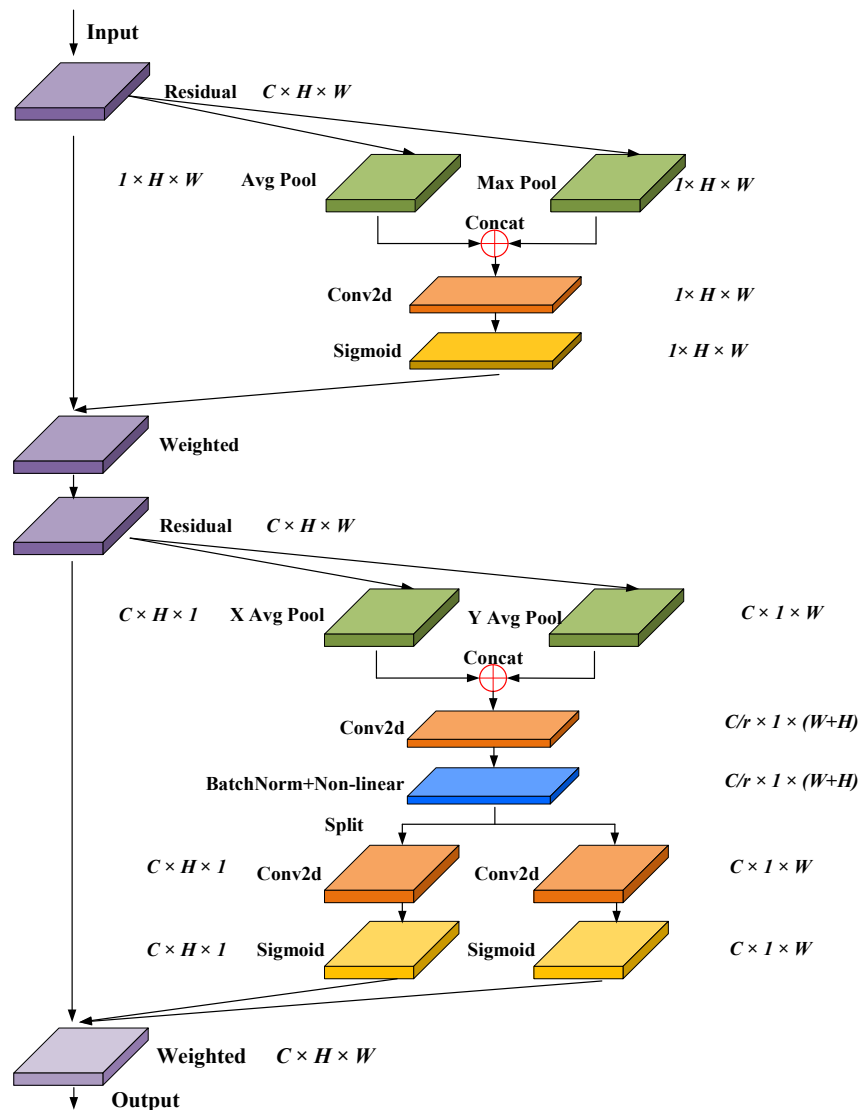 Input
Residual C × H × W
1 × H × W Avg Pool Max Pool 1× H × W
Concat
Conv2d 1× H × W
Sigmoid 1× H × W
Weighted
Residual C × H × W
C × H × 1 X Avg Pool Y Avg Pool C × 1 × W
Concat
Conv2d C/r × 1 × (W+H)
BatchNorm+Non-linear C/r × 1 × (W+H)
Split
C × H × 1 Conv2d Conv2d C × 1 × W
C × H × 1 Sigmoid Sigmoid C × 1 × W
Weighted C × H × W
Output